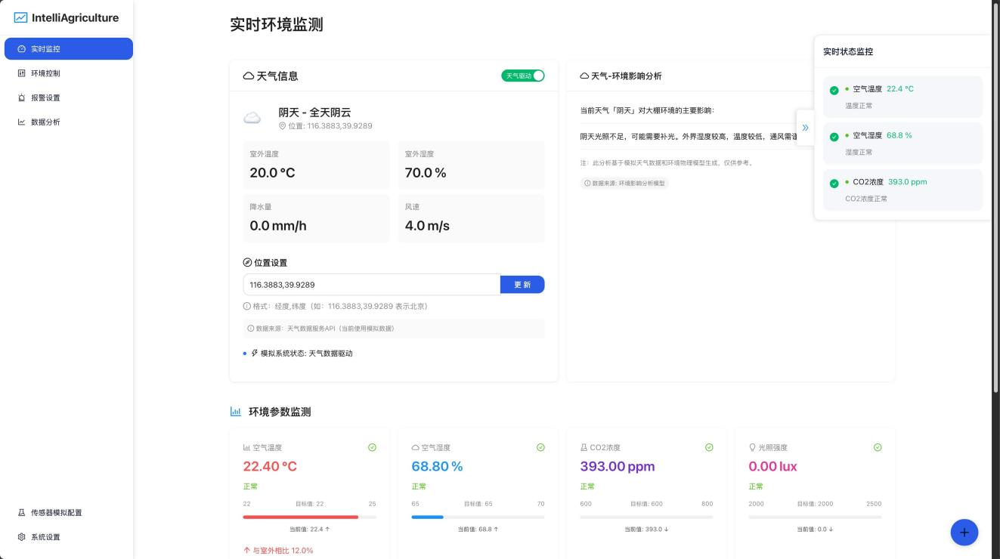 IntelliAgriculture
实时监控
环境控制
报警设置
数据分析
传感器模拟配置
系统设置
实时环境监测
天气信息
天气驱动
阴天 - 全天阴云
位置: 116.3883,39.9289
室外温度
20.0 °C
室外湿度
70.0 %
降水量
0.0 mm/h
风速
4.0 m/s
位置设置
116.3883,39.9289
更 新
格式：经度,纬度（如：116.3883,39.9289 表示北京）
数据来源：天气数据服务API（当前使用模拟数据）
模拟系统状态: 天气数据驱动
天气-环境影响分析
当前天气「阴天」对大棚环境的主要影响:
阴天光照不足，可能需要补光。外界湿度较高，温度较低，通风需
注：此分析基于模拟天气数据和环境物理模型生成，仅供参考。
数据来源: 环境影响分析模型
实时状态监控
空气温度 22.4 °C
温度正常
空气湿度 68.8 %
湿度正常
CO2浓度 393.0 ppm
CO2浓度正常
环境参数监测
空气温度
22.40 °C
正常
22 目标值: 22 25
当前值: 22.4 ↑
↑ 与室外相比 12.0%
空气湿度
68.80 %
正常
65 目标值: 65 70
当前值: 68.8 ↑
CO2浓度
393.00 ppm
正常
600 目标值: 600 800
当前值: 393.0 ↓
光照强度
0.00 lux
正常
2000 目标值: 2000 2500
当前值: 0.0 ↓